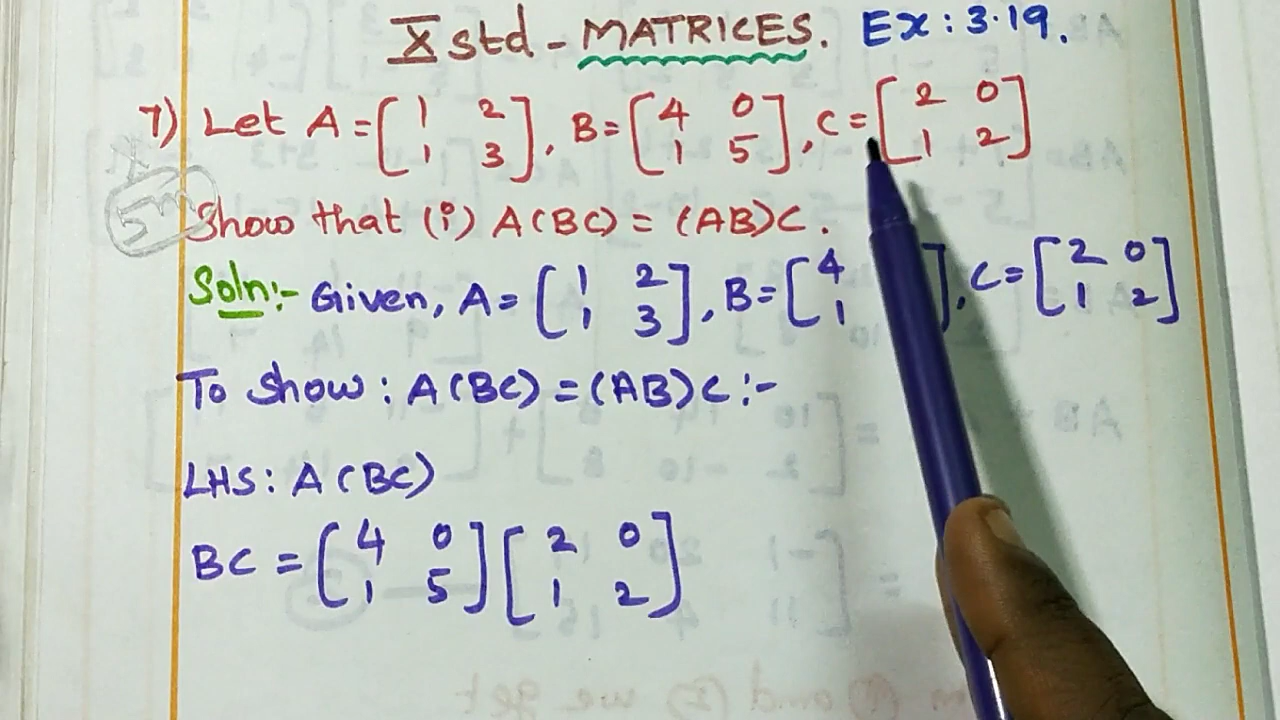 X std - MATRICES. Ex: 3.19.
7) Let A = [1 2 1 3], B = [4 0 1 5], C = [2 0 1 2]
5m
Show that (i) A(BC) = (AB)C.
Soln:- Given, A = [1 2 1 3], B = [4 1 ], C = [2 0 1 2]
To show: A(BC) = (AB)C :-
LHS: A(BC)
BC = [4 0 1 5] [2 0 1 2]